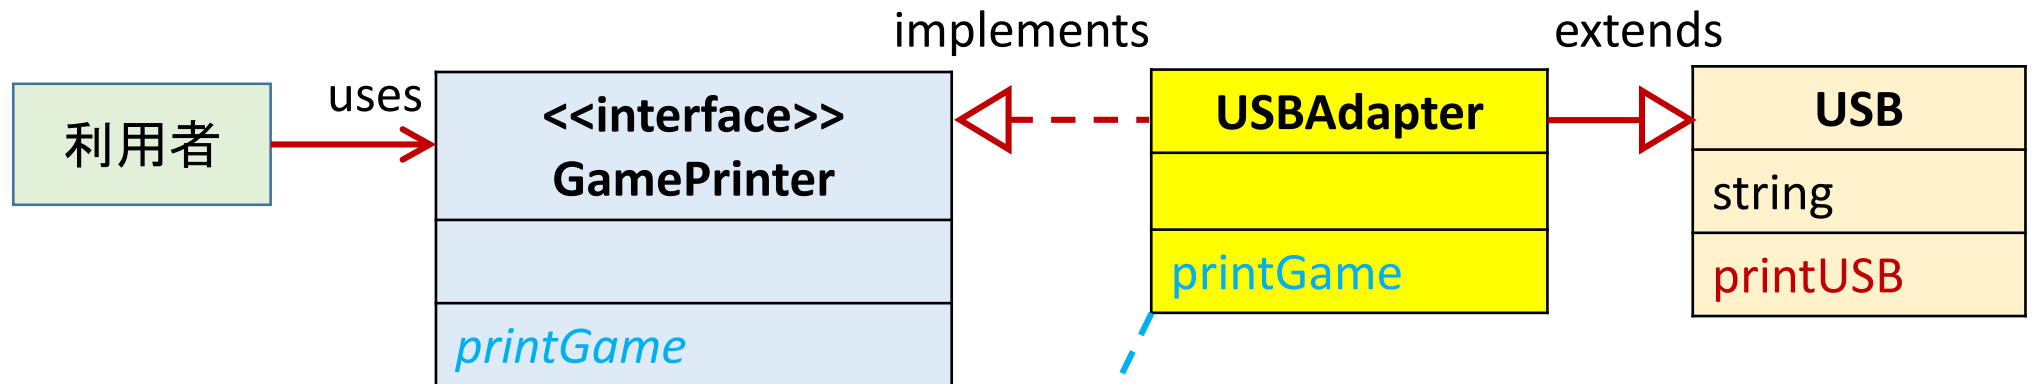 利用者
uses
<<interface>>
GamePrinter
printGame
implements
USBAdapter
printGame
extends
USB
string
printUSB